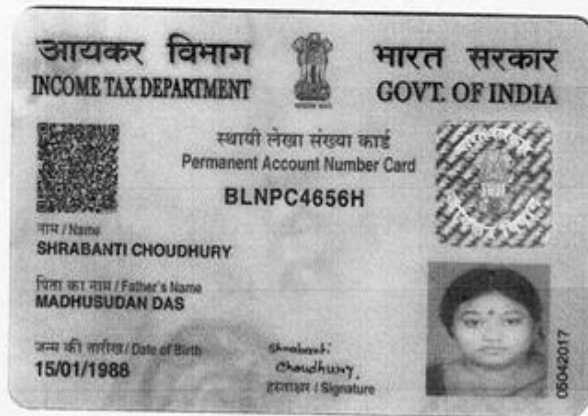 आयकर विभाग
INCOME TAX DEPARTMENT
भारत सरकार
GOVT. OF INDIA
स्थायी लेखा संख्या कार्ड
Permanent Account Number Card
BLNPC4656H
नाम / Name
SHRABANTI CHOUDHURY
पिता का नाम / Father's Name
MADHUSUDAN DAS
जन्म की तारीख / Date of Birth
15/01/1988
Shrabanti
Choudhury.
हस्ताक्षर / Signature
05042017